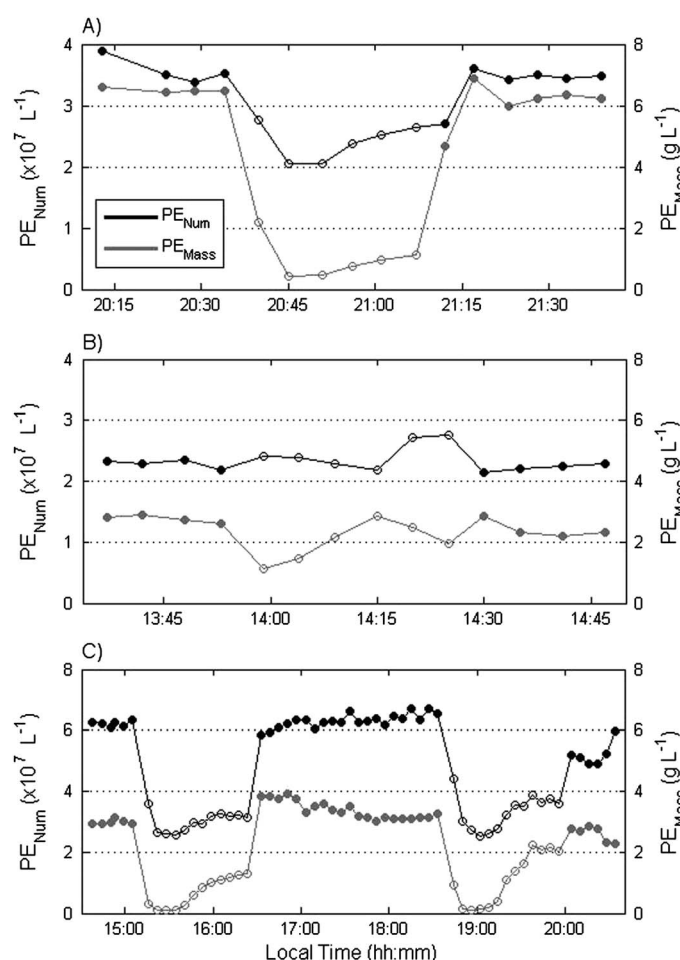 A)
4
3
2
1
0
PE_Num (x10^7 L^-1)
8
6
4
2
0
PE_Mass (g L^-1)
PE_Num
PE_Mass
20:15 20:30 20:45 21:00 21:15 21:30
B)
4
3
2
1
0
PE_Num (x10^7 L^-1)
8
6
4
2
0
PE_Mass (g L^-1)
13:45 14:00 14:15 14:30 14:45
C)
8
6
4
2
0
PE_Num (x10^7 L^-1)
8
6
4
2
0
PE_Mass (g L^-1)
15:00 16:00 17:00 18:00 19:00 20:00
Local Time (hh:mm)